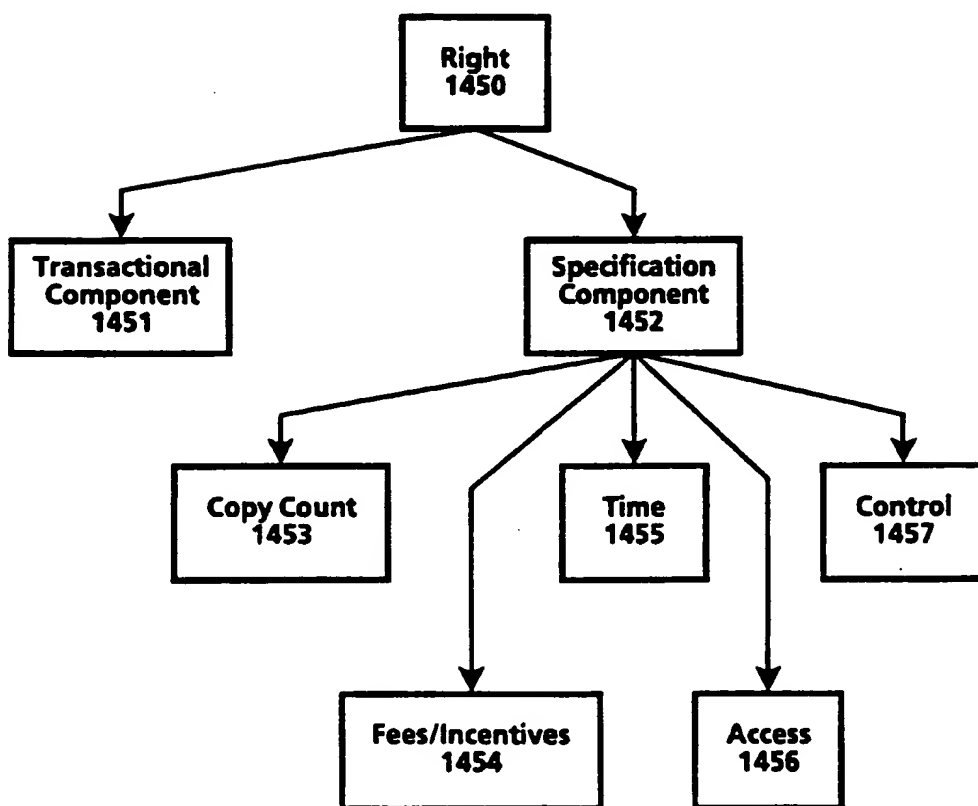 Right
1450
Transactional
Component
1451
Specification
Component
1452
Copy Count
1453
Time
1455
Control
1457
Fees/Incentives
1454
Access
1456